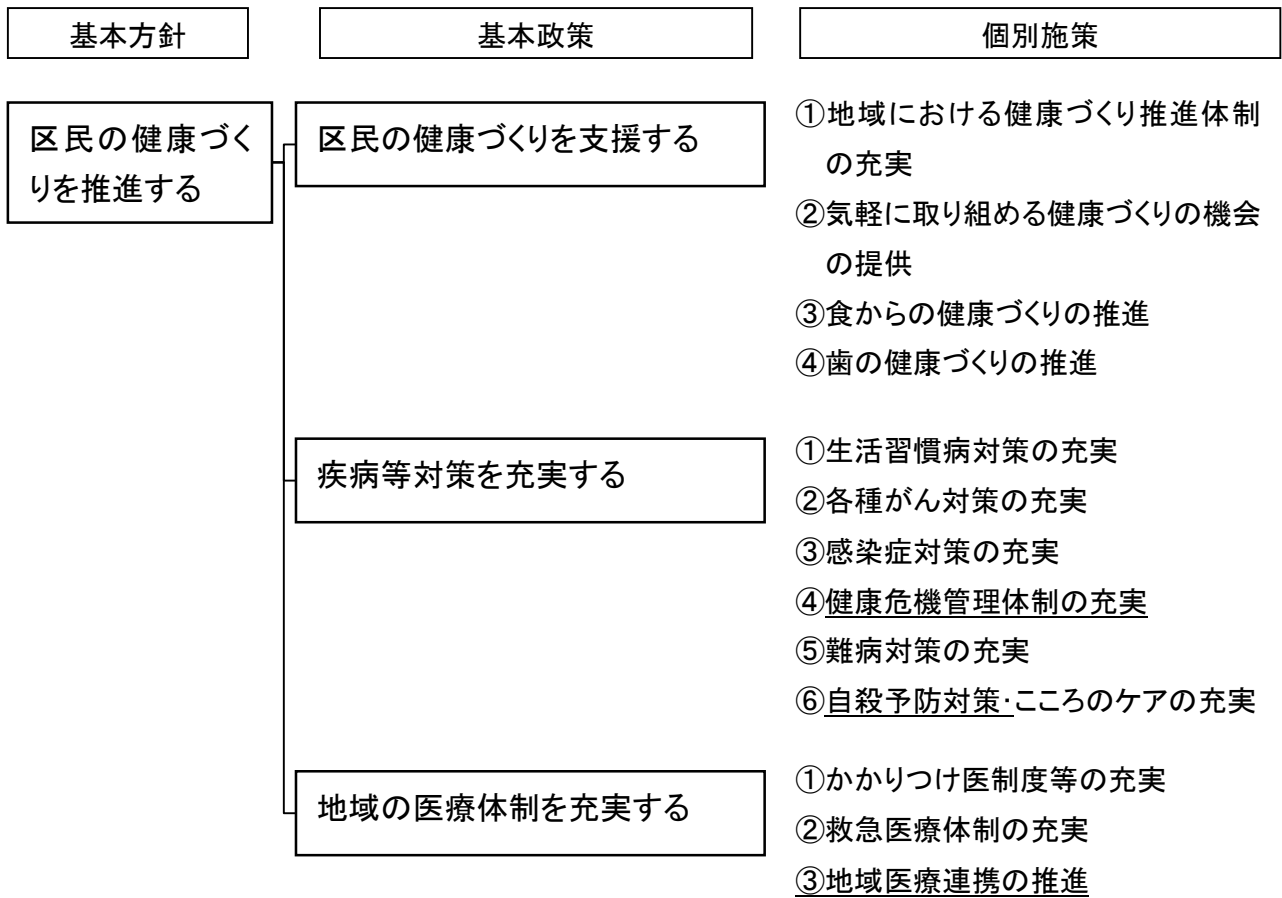 基本方針
基本政策
個別施策
区民の健康づく
りを推進する
区民の健康づくりを支援する
①地域における健康づくり推進体制
の充実
②気軽に取り組める健康づくりの機会
の提供
③食からの健康づくりの推進
④歯の健康づくりの推進
疾病等対策を充実する
①生活習慣病対策の充実
②各種がん対策の充実
③感染症対策の充実
④健康危機管理体制の充実
⑤難病対策の充実
⑥自殺予防対策・こころのケアの充実
地域の医療体制を充実する
①かかりつけ医制度等の充実
②救急医療体制の充実
③地域医療連携の推進